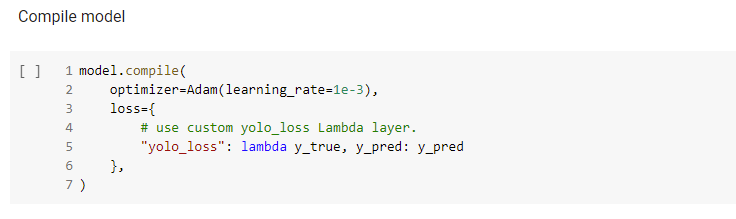 Compile model
[ ] 1 model.compile(
2     optimizer=Adam(learning_rate=1e-3),
3     loss={
4         # use custom yolo_loss Lambda layer.
5         "yolo_loss": lambda y_true, y_pred: y_pred
6     },
7 )